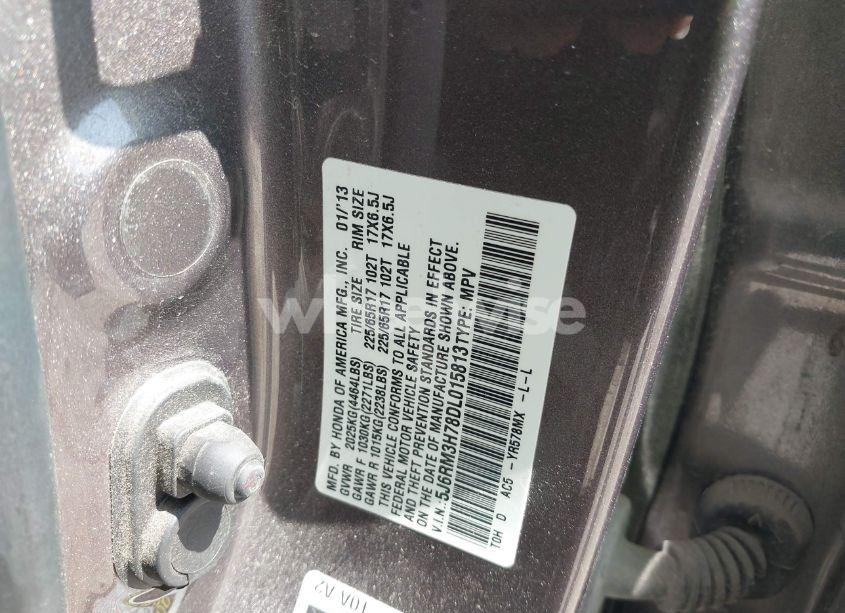 MFD. BY HONDA OF AMERICA MFG., INC. 01/'13
GVWR 2025KG(4464LBS) TIRE SIZE RIM SIZE
GAWR F 1030KG(2271LBS) 225/65R17 102T 17X6.5J
GAWR R 1015KG(2238LBS) 225/65R17 102T 17X6.5J
THIS VEHICLE CONFORMS TO ALL APPLICABLE
FEDERAL MOTOR VEHICLE SAFETY
AND THEFT PREVENTION STANDARDS IN EFFECT
ON THE DATE OF MANUFACTURE SHOWN ABOVE.
V.I.N. 5J6RM3H78DL015813 TYPE: MPV
TOH D AC5 -YR578MX -L-L
10A A2